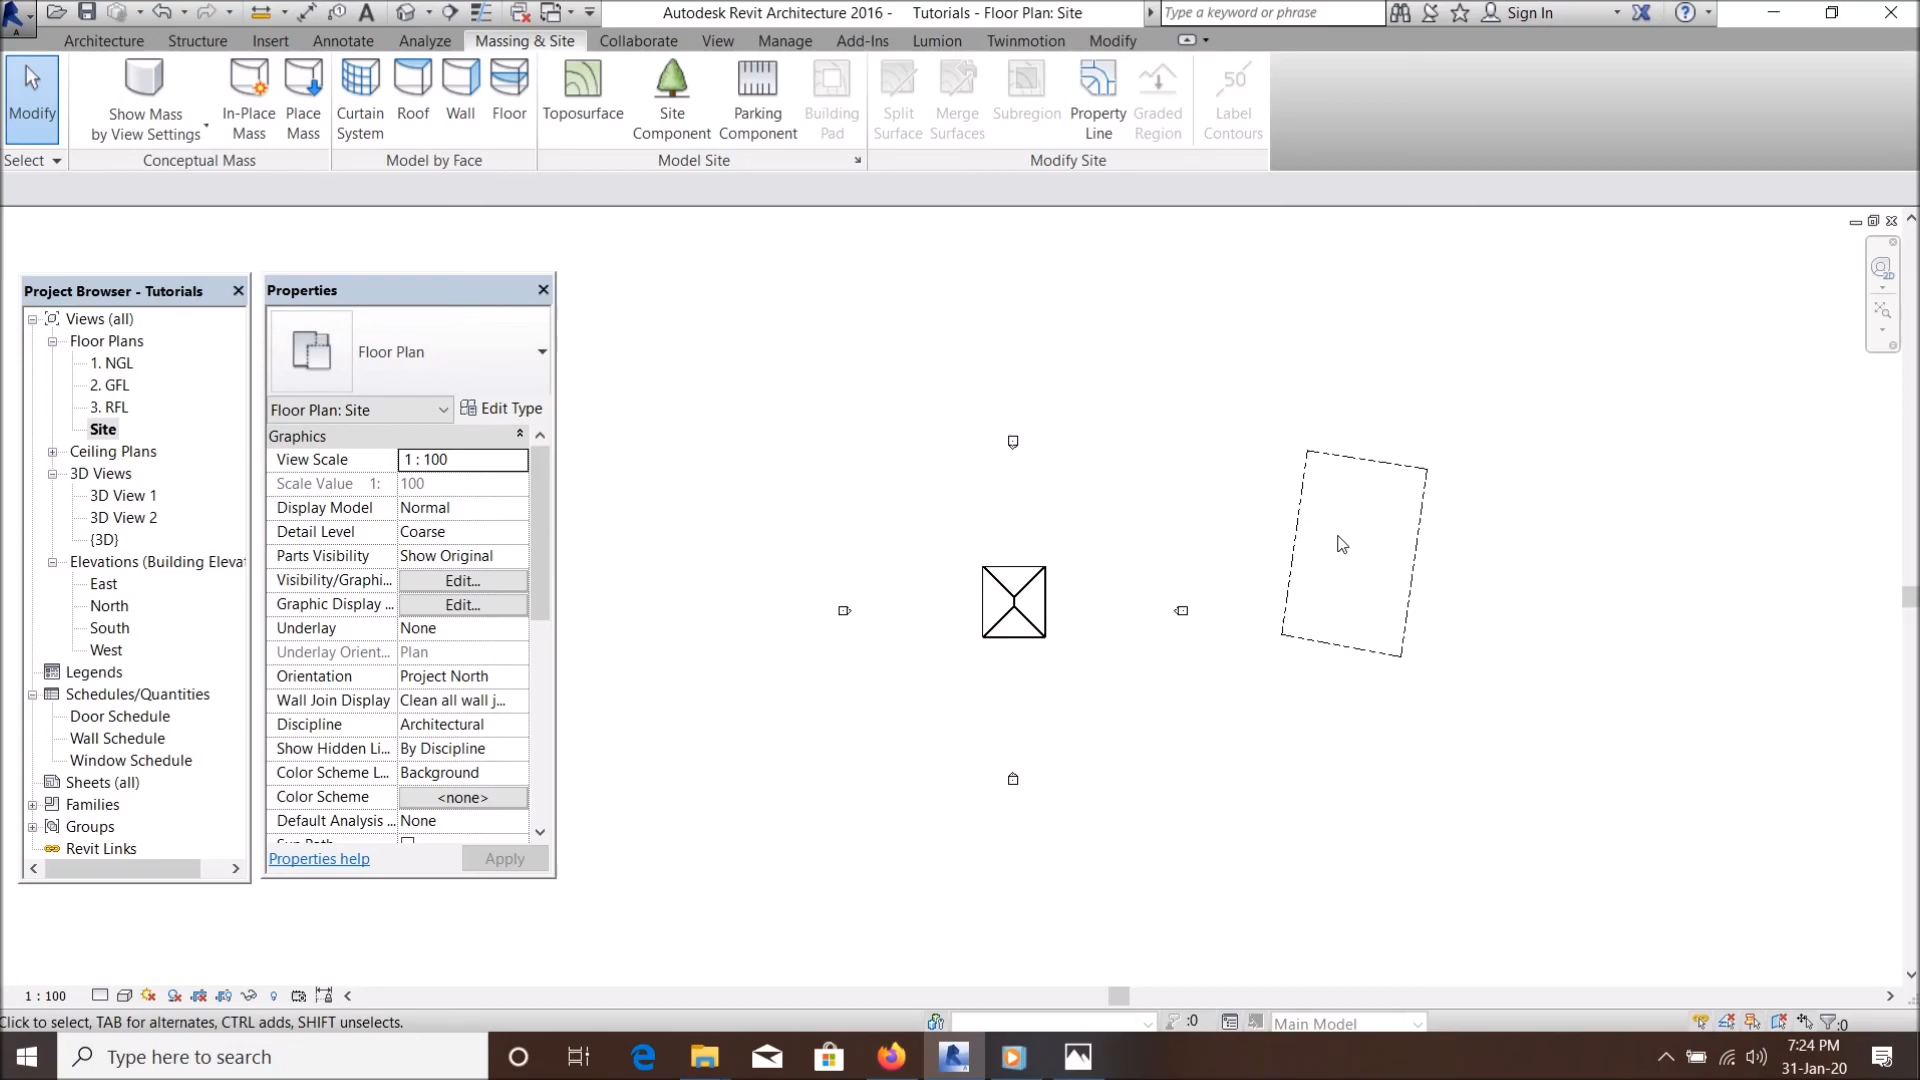 Autodesk Revit Architecture 2016 - Tutorials - Floor Plan: Site
Type a keyword or phrase
Sign In
Architecture Structure Insert Annotate Analyze Massing & Site Collaborate View Manage Add-Ins Lumion Twinmotion Modify
Modify
Show Mass
by View Settings
In-Place
Mass
Place
Mass
Curtain
System
Roof
Wall
Floor
Toposurface
Site
Component
Parking
Component
Building
Pad
Split
Surface
Merge
Surfaces
Subregion
Property
Line
Graded
Region
50
Label
Contours
Select
Conceptual Mass
Model by Face
Model Site
Modify Site
2D
Project Browser - Tutorials
Views (all)
Floor Plans
1. NGL
2. GFL
3. RFL
Site
Ceiling Plans
3D Views
3D View 1
3D View 2
{3D}
Elevations (Building Elevat
East
North
South
West
Legends
Schedules/Quantities
Door Schedule
Wall Schedule
Window Schedule
Sheets (all)
Families
Groups
Revit Links
Properties
Floor Plan
Floor Plan: Site
Edit Type
Graphics
View Scale 1 : 100
Scale Value 1: 100
Display Model Normal
Detail Level Coarse
Parts Visibility Show Original
Visibility/Graphi... Edit...
Graphic Display ... Edit...
Underlay None
Underlay Orient... Plan
Orientation Project North
Wall Join Display Clean all wall j...
Discipline Architectural
Show Hidden Li... By Discipline
Color Scheme L... Background
Color Scheme <none>
Default Analysis ... None
Sun Path
Properties help
Apply
1 : 100
Click to select, TAB for alternates, CTRL adds, SHIFT unselects.
:0
Main Model
:0
Type here to search
7:24 PM
31-Jan-20